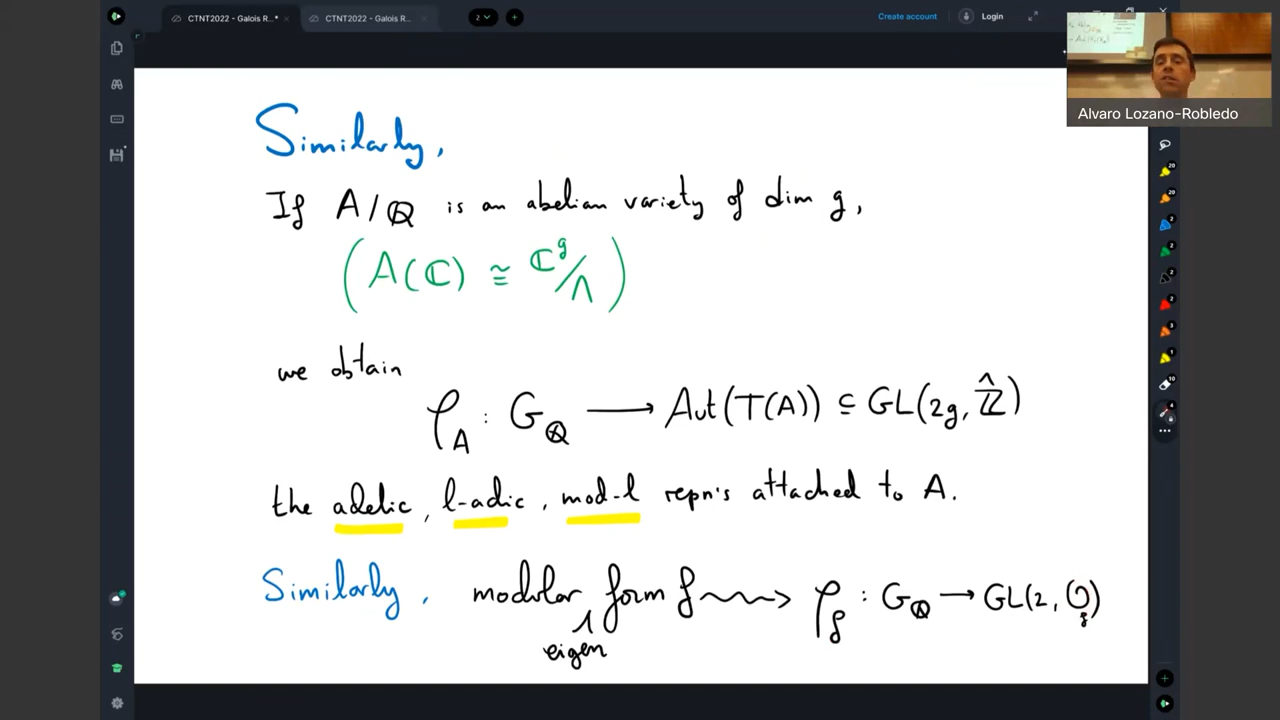 CTNT2022 - Galois R...* × CTNT2022 - Galois R... × 2 Create account Login
Alvaro Lozano-Robledo
Similarly,
If A/ℚ is an abelian variety of dim g,
(A(ℂ) ≅ ℂ^g/Λ)
we obtain
ρ_A : G_ℚ ⟶ Aut(T(A)) ⊆ GL(2g, Ẑ)
the adelic, l-adic, mod-l repn's attached to A.
Similarly, modular form f ⇝ ρ_f : G_ℚ → GL(2, O_f)
eigen